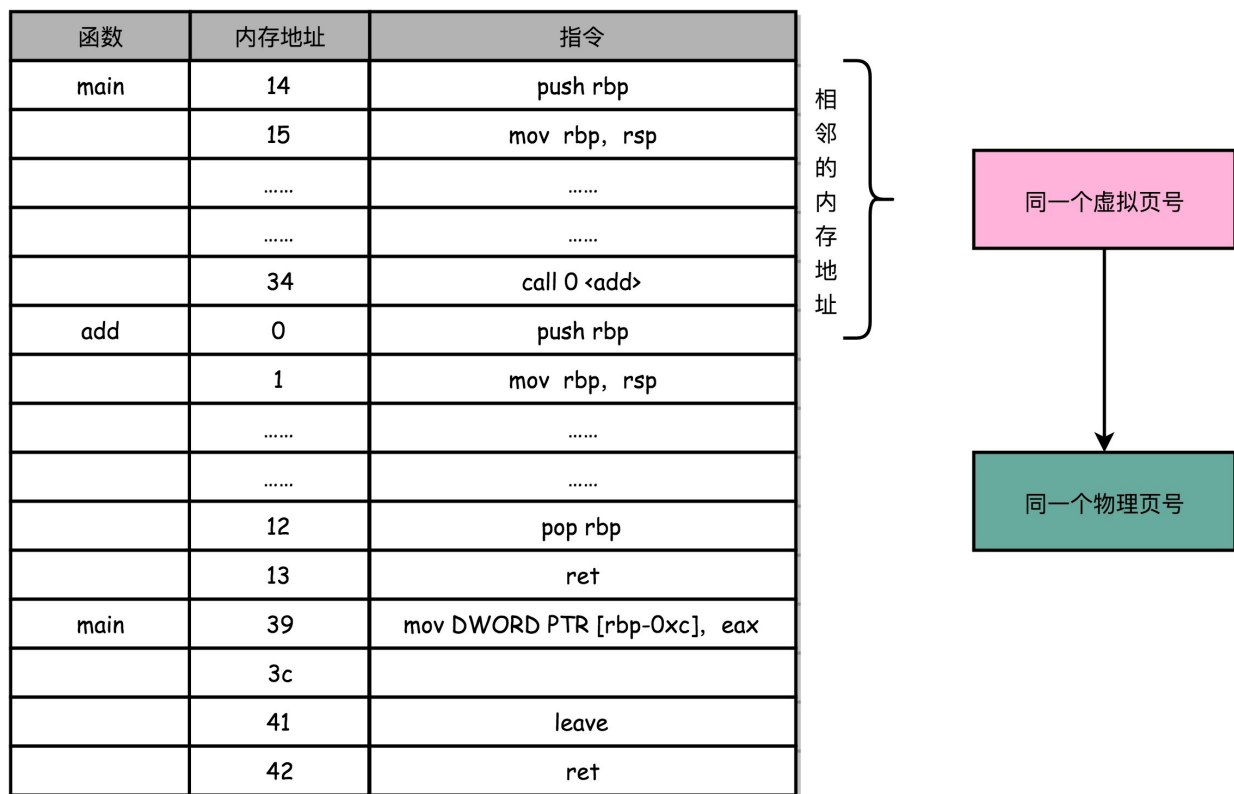 函数 内存地址 指令
main 14 push rbp
15 mov rbp, rsp
...... ......
...... ......
34 call 0 <add>
add 0 push rbp
1 mov rbp, rsp
...... ......
...... ......
12 pop rbp
13 ret
main 39 mov DWORD PTR [rbp-0xc], eax
3c
41 leave
42 ret
相邻的内存地址
同一个虚拟页号
同一个物理页号